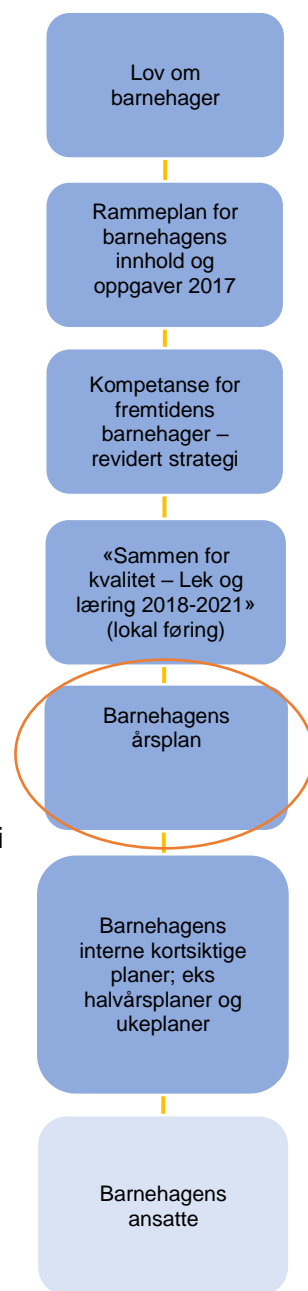 Lov om
barnehager
Rammeplan for
barnehagens
innhold og
oppgaver 2017
Kompetanse for
fremtidens
barnehager –
revidert strategi
«Sammen for
kvalitet – Lek og
læring 2018-2021»
(lokal føring)
Barnehagens
årsplan
i
Barnehagens
interne kortsiktige
planer; eks
halvårsplaner og
ukeplaner
Barnehagens
ansatte